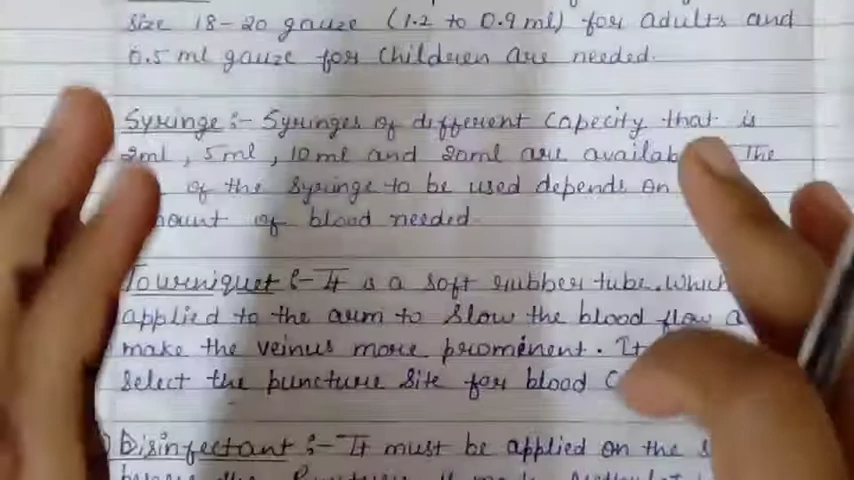 size 18-20 gauze (1.2 to 0.9 ml) for adults and
0.5 ml gauze for children are needed.
Syringe :- Syringes of different Capecity that is
2ml, 5ml, 10ml and 20ml are The
of the syringe to be used depends on
of blood needed.
Tourniquet :- It is a soft rubber tube. Which
applied to the arm to slow the blood flow
make the veinus more prominent. It
select the puncture site for blood
Disinfectant :- It must be applied on the